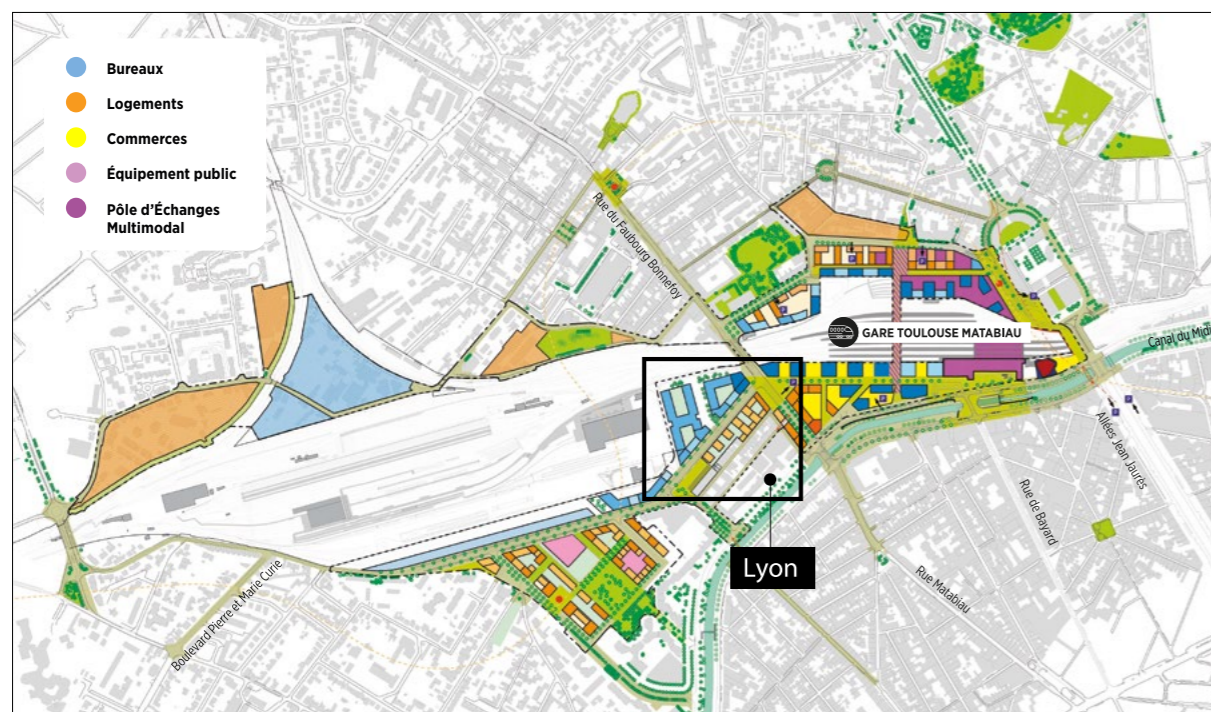 Bureaux
Logements
Commerces
Équipement public
Pôle d'Échanges
Multimodal
Rue du Faubourg Bonnefoy
GARE TOULOUSE MATABIAU
Canal du Midi
Allées Jean Jaurès
Rue de Bayard
Rue Matabiau
Lyon
Boulevard Pierre et Marie Curie
P
P
P
P
P
P
P
P